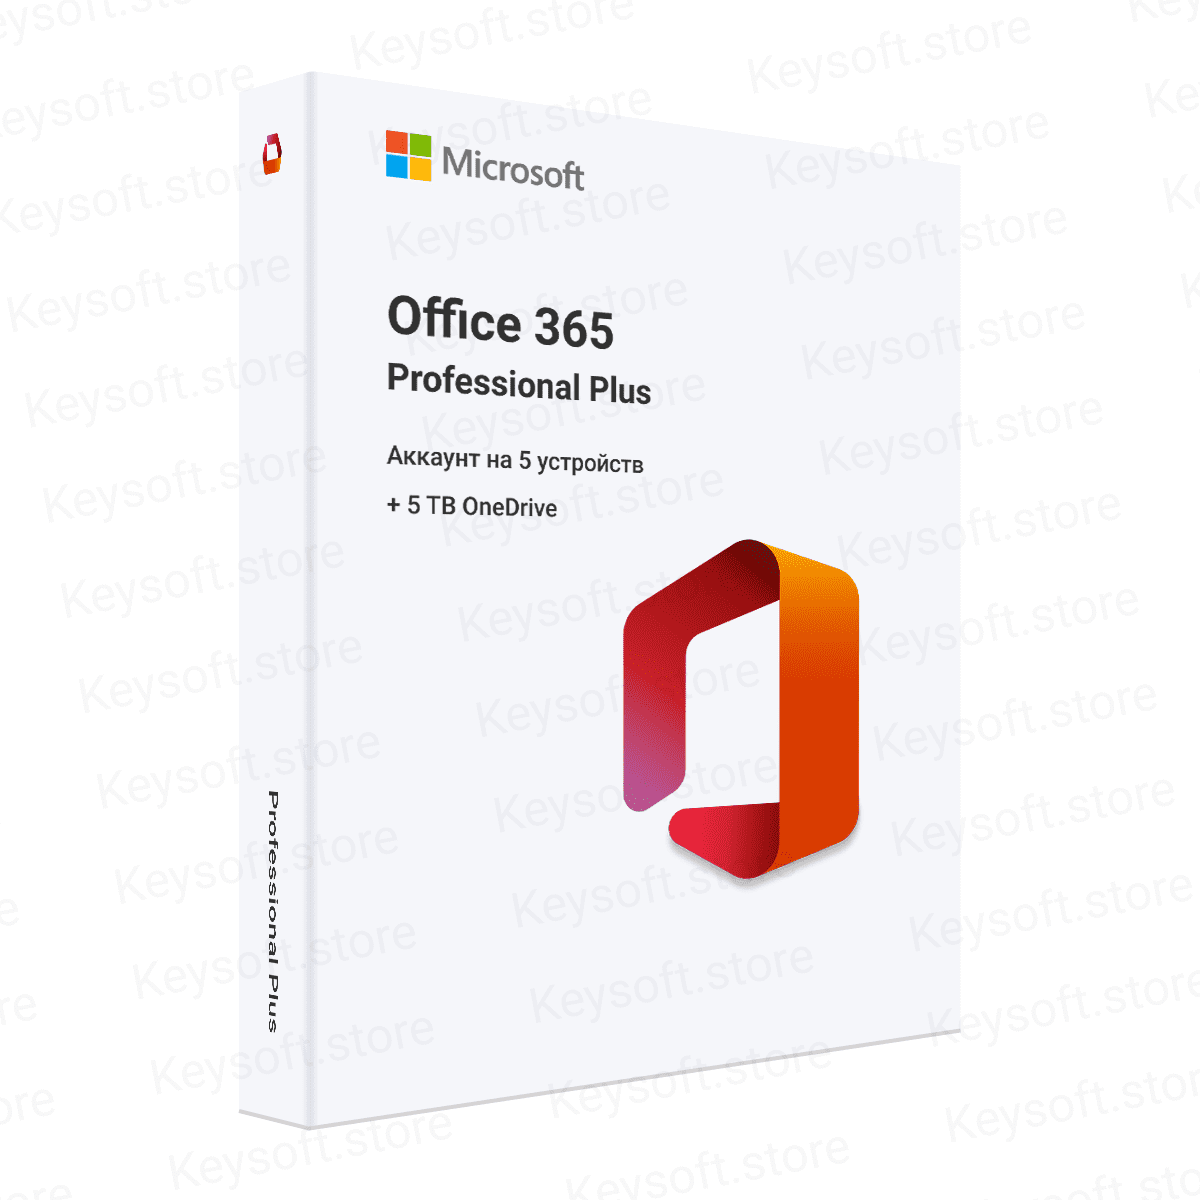 Microsoft
Office 365
Professional Plus
Аккаунт на 5 устройств
+ 5 TB OneDrive
Professional Plus
Keysoft.store